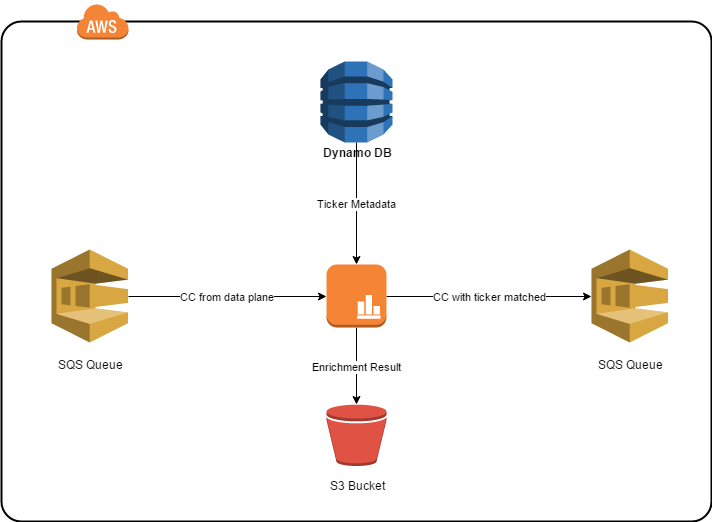 AWS
Dynamo DB
Ticker Metadata
CC from data plane
CC with ticker matched
SQS Queue
Enrichment Result
SQS Queue
S3 Bucket